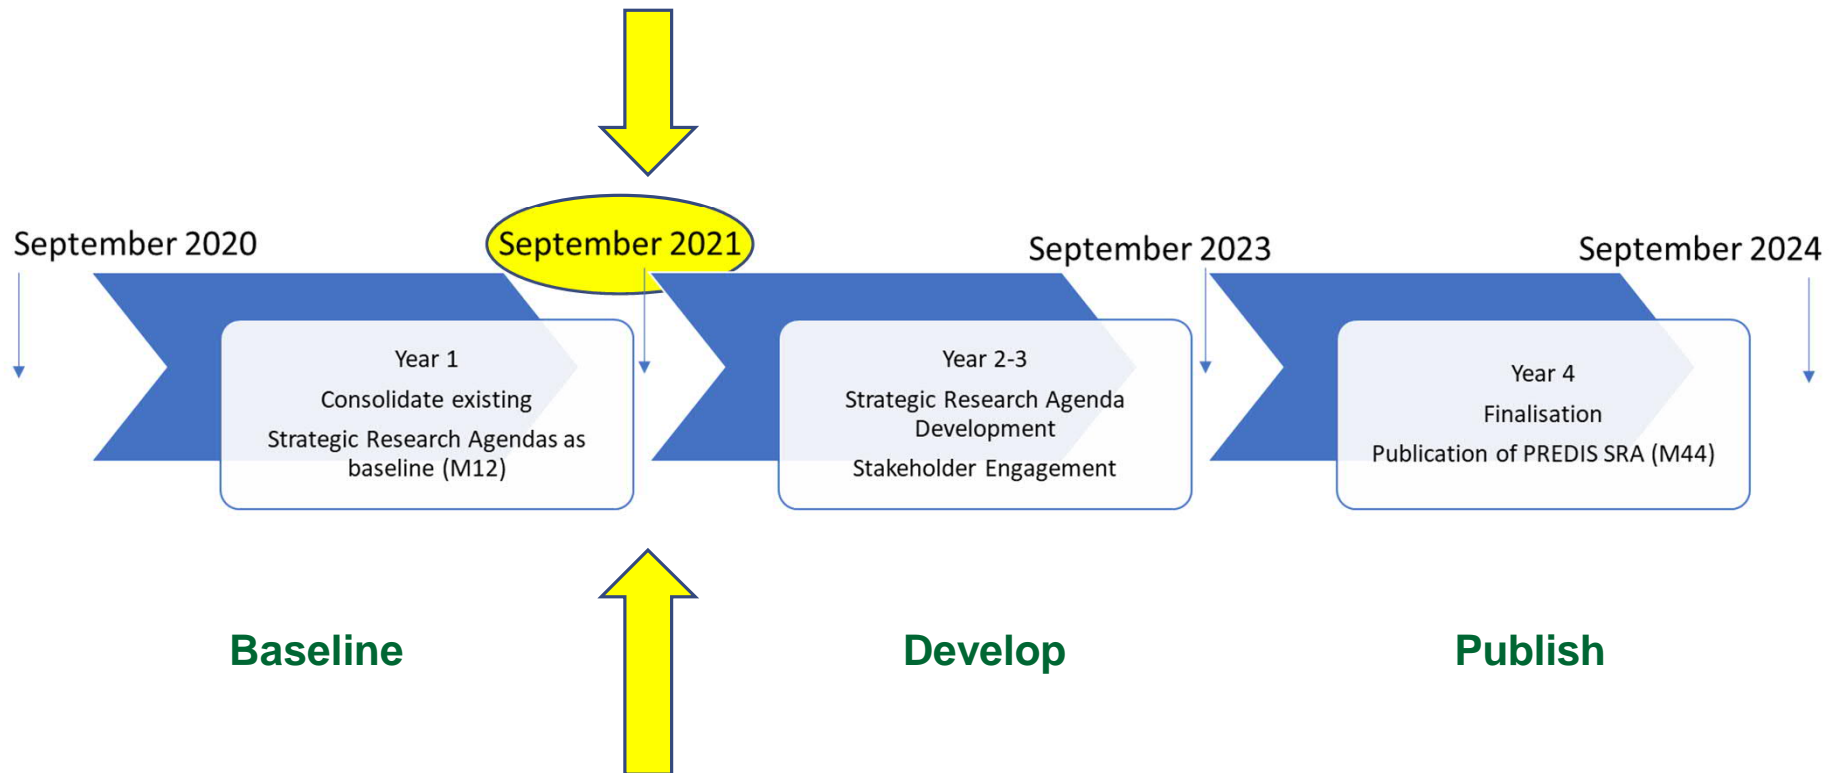 September 2020
September 2021
September 2023
September 2024
Year 1
Consolidate existing
Strategic Research Agendas as
baseline (M12)
Year 2-3
Strategic Research Agenda
Development
Stakeholder Engagement
Year 4
Finalisation
Publication of PREDIS SRA (M44)
Baseline
Develop
Publish